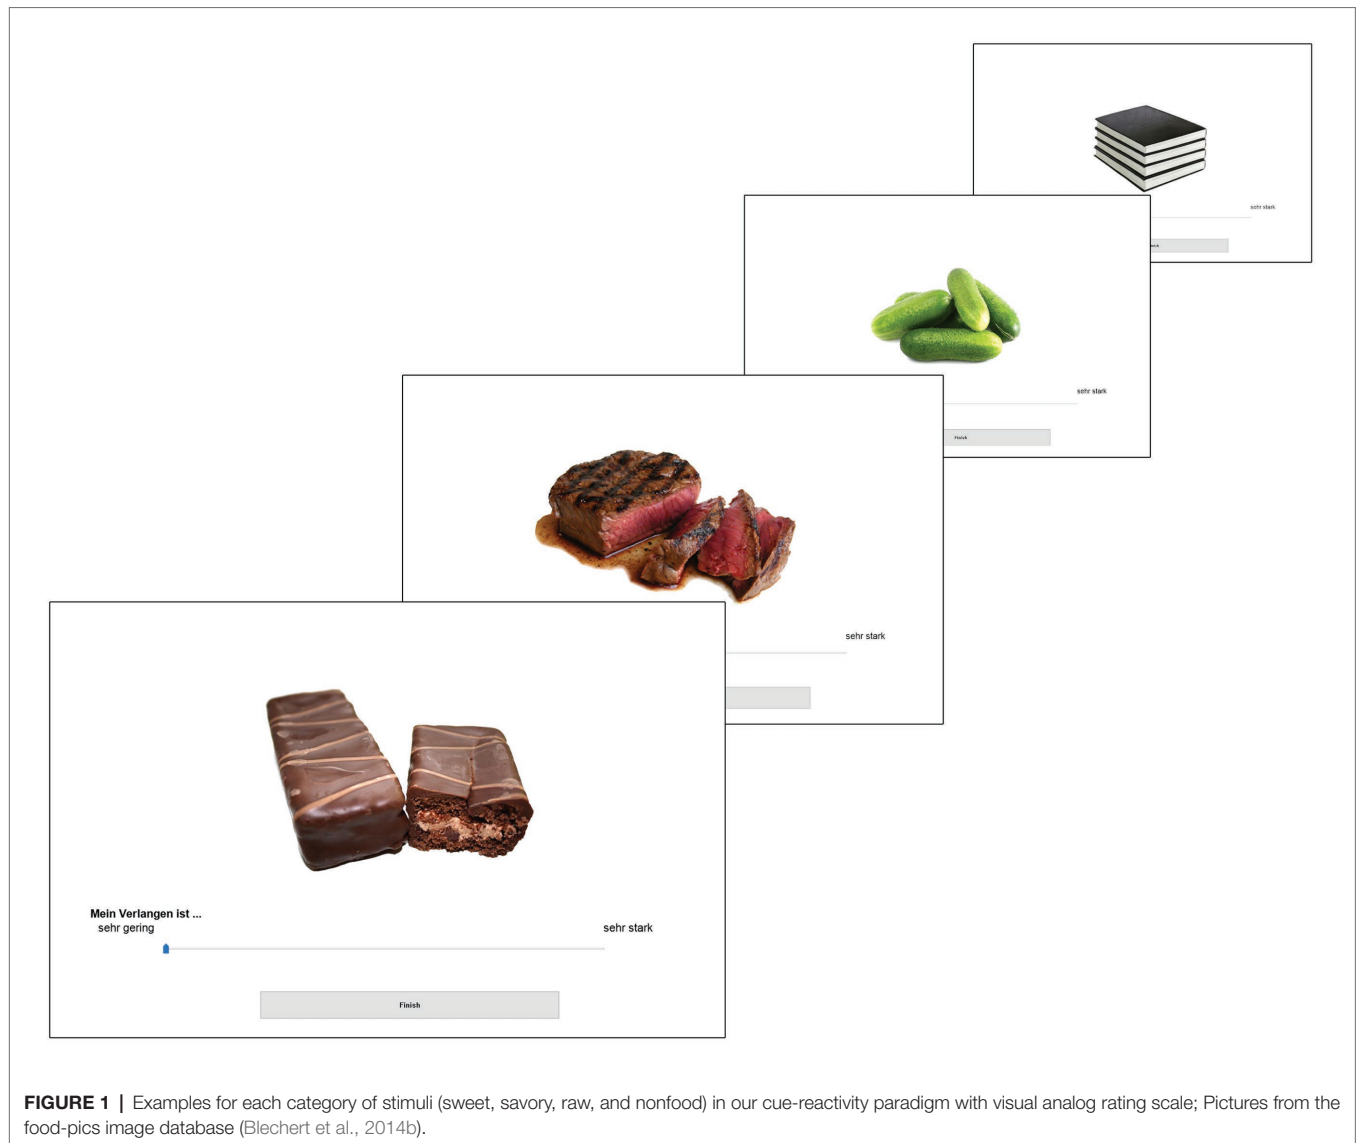 sehr stark
Finish
sehr stark
Finish
sehr stark
Mein Verlangen ist ...
sehr gering
sehr stark
Finish
FIGURE 1 | Examples for each category of stimuli (sweet, savory, raw, and nonfood) in our cue-reactivity paradigm with visual analog rating scale; Pictures from the
food-pics image database (Blechert et al., 2014b).